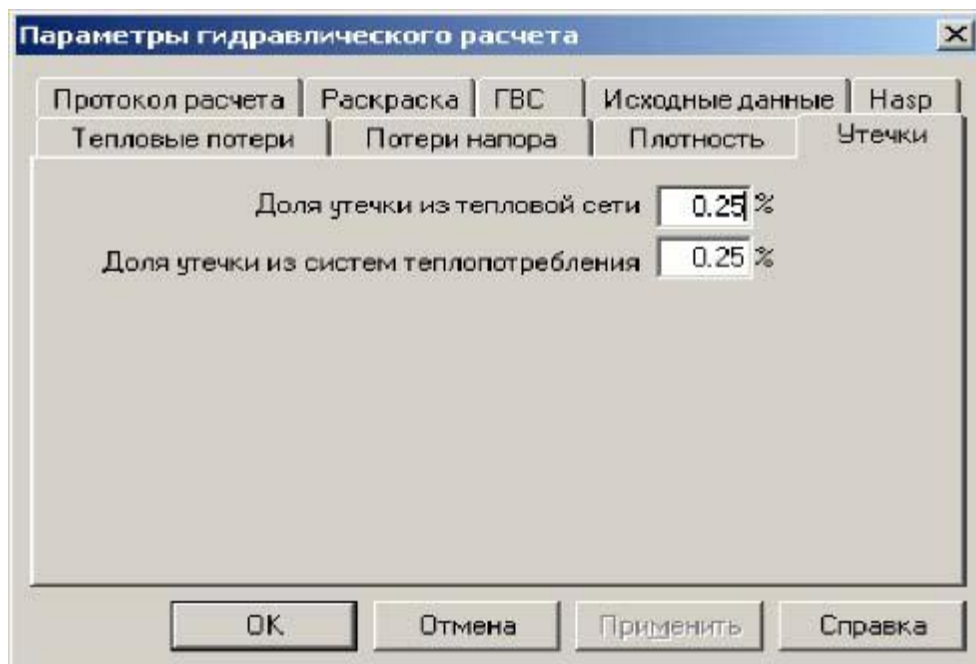 Параметры гидравлического расчета
Протокол расчета Раскраска ГВС Исходные данные Hasp
Тепловые потери Потери напора Плотность Утечки
Доля утечки из тепловой сети 0.25 %
Доля утечки из систем теплопотребления 0.25 %
OK Отмена Применить Справка